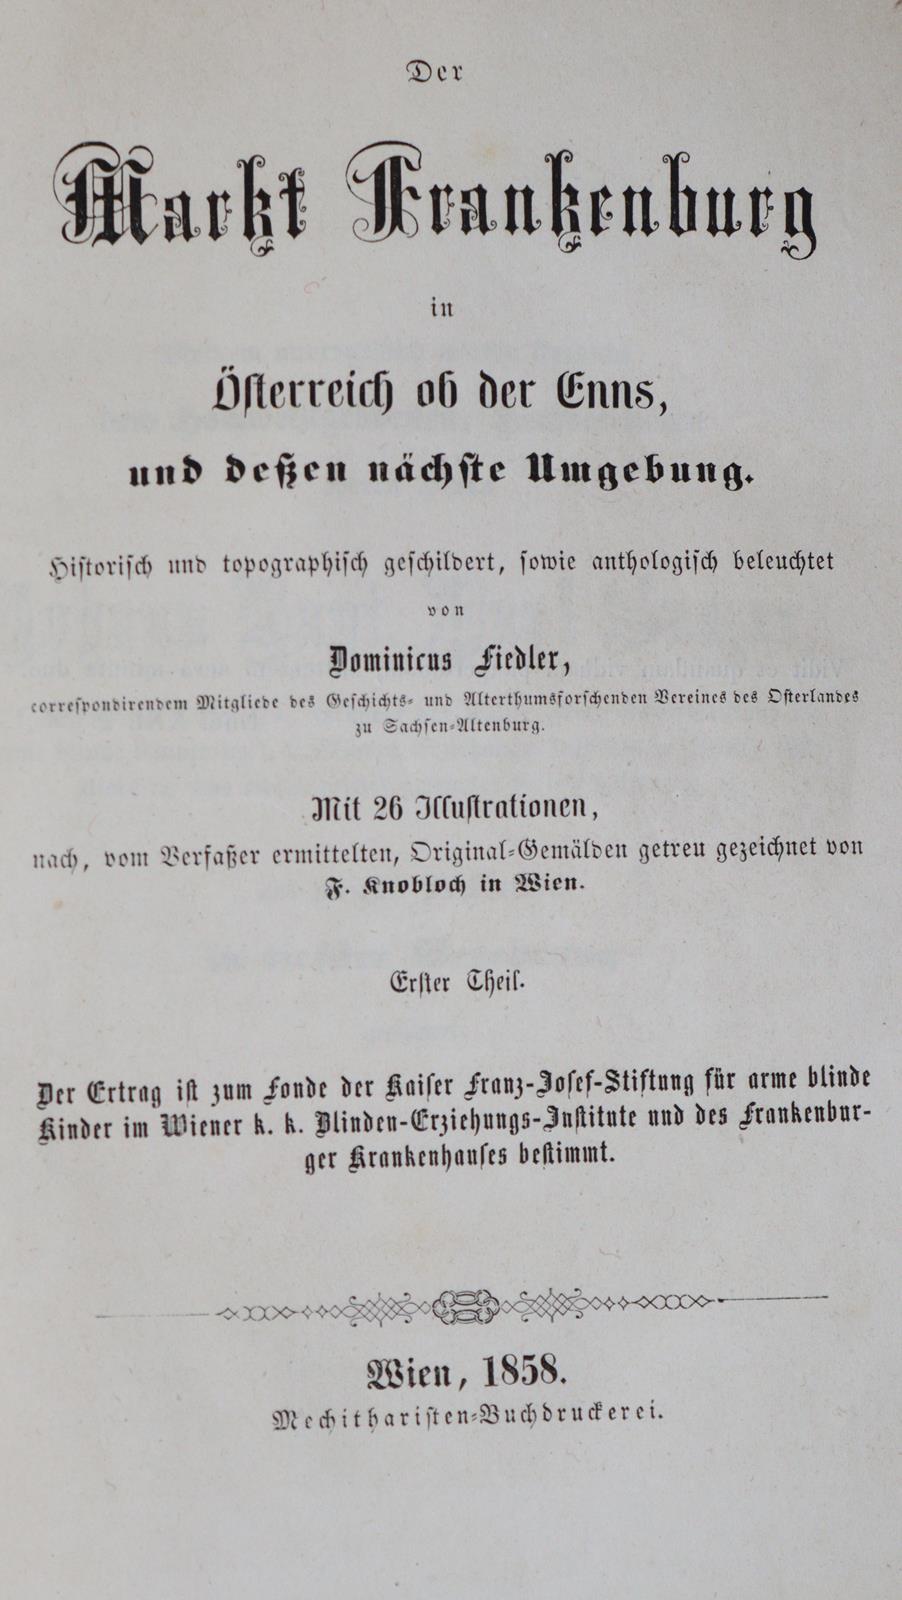 Der
Markt Frankenburg
in
Österreich ob der Enns,
und deßen nächste Umgebung.
Historisch und topographisch geschildert, sowie anthologisch beleuchtet
von
Dominicus Fiedler,
correspondirendem Mitgliede des Geschichts- und Alterthumsforschenden Vereines des Osterlandes
zu Sachsen-Altenburg.
Mit 26 Illustrationen,
nach, vom Verfaßer ermittelten, Original-Gemälden getreu gezeichnet von
F. Knobloch in Wien.
Erster Theil.
Der Ertrag ist zum Fonde der Kaiser Franz-Josef-Stiftung für arme blinde
Kinder im Wiener k. k. Blinden-Erziehungs-Institute und des Frankenbur-
ger Krankenhauses bestimmt.
Wien, 1858.
Mechitharisten-Buchdruckerei.